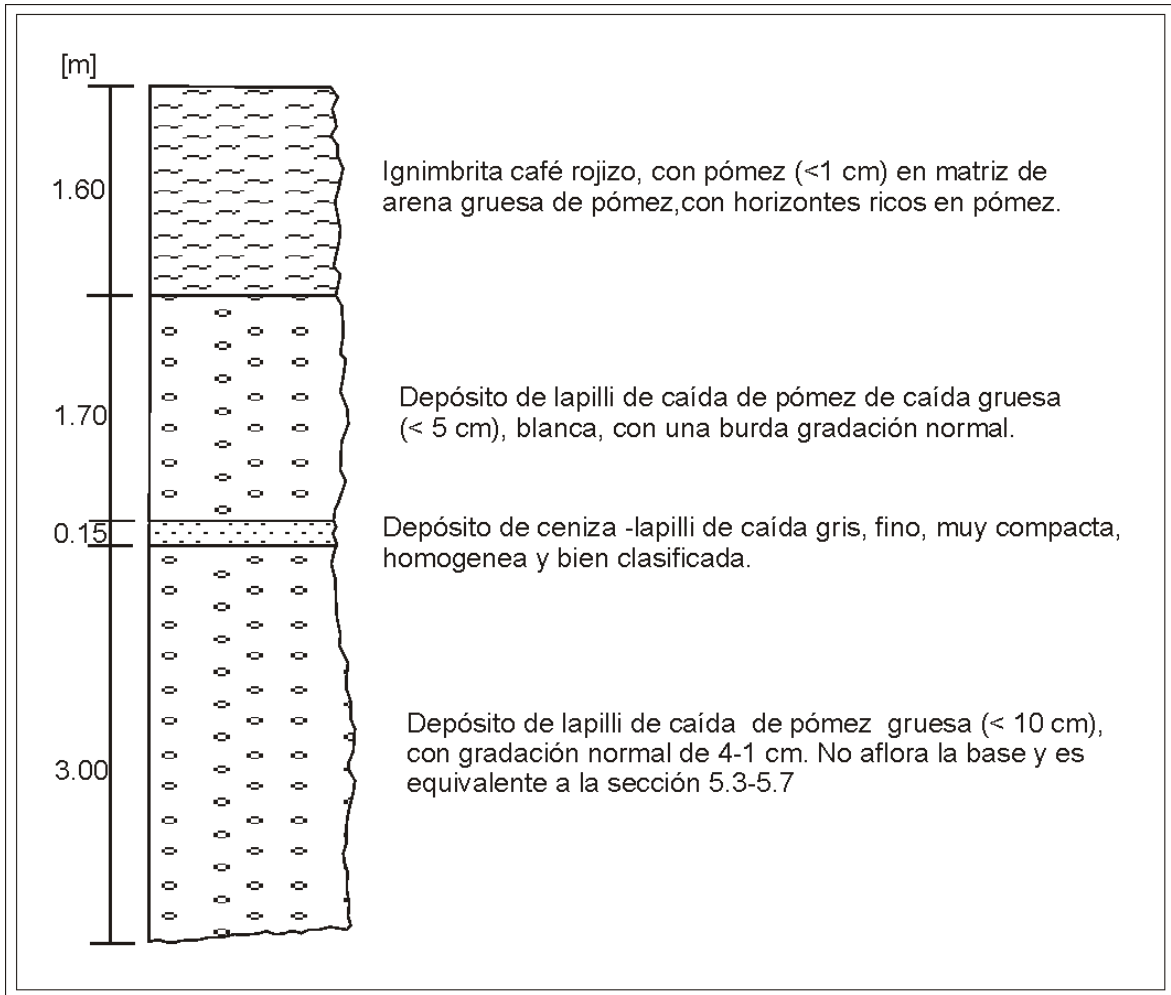 [m]
1.60
Ignimbrita café rojizo, con pómez (<1 cm) en matriz de
arena gruesa de pómez,con horizontes ricos en pómez.
1.70
Depósito de lapilli de caída de pómez de caída gruesa
(< 5 cm), blanca, con una burda gradación normal.
0.15
Depósito de ceniza -lapilli de caída gris, fino, muy compacta,
homogenea y bien clasificada.
3.00
Depósito de lapilli de caída de pómez gruesa (< 10 cm),
con gradación normal de 4-1 cm. No aflora la base y es
equivalente a la sección 5.3-5.7